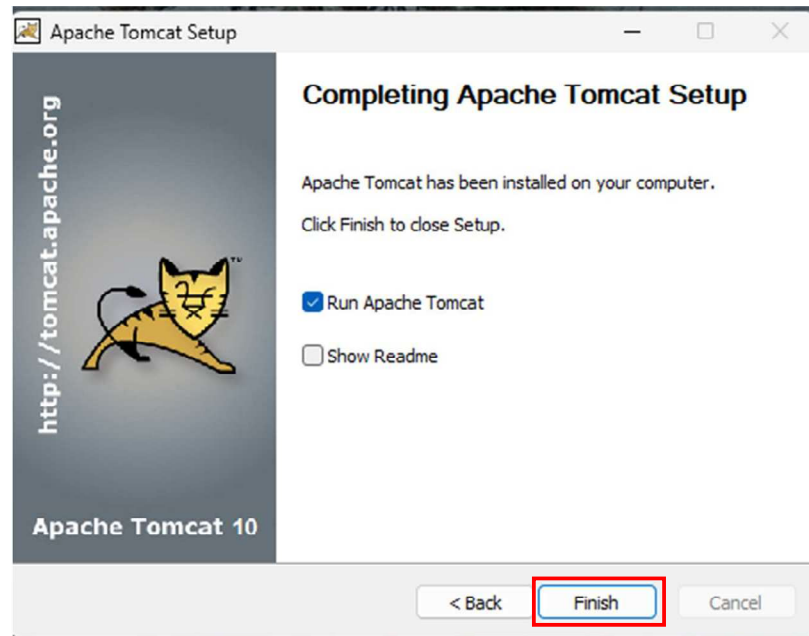 Apache Tomcat Setup
http://tomcat.apache.org
TM
Apache Tomcat 10
Completing Apache Tomcat Setup
Apache Tomcat has been installed on your computer.
Click Finish to close Setup.
Run Apache Tomcat
Show Readme
< Back
Finish
Cancel